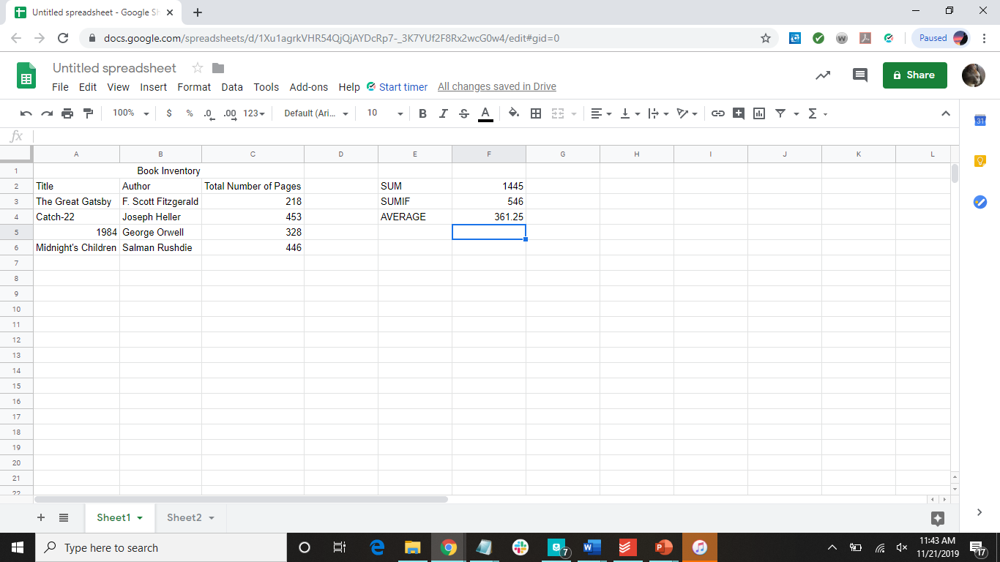 Untitled spreadsheet - Google Sh
docs.google.com/spreadsheets/d/1Xu1agrkVHR54QjQjAYDcRp7-_3K7YUf2F8Rx2wcG0w4/edit#gid=0
Paused
Untitled spreadsheet
File Edit View Insert Format Data Tools Add-ons Help Start timer All changes saved in Drive
Share
100% $ % .0 .00 123 Default (Ari... 10 B I S A
31
fx
A B C D E F G H I J K L
1 Book Inventory
2 Title Author Total Number of Pages SUM 1445
3 The Great Gatsby F. Scott Fitzgerald 218 SUMIF 546
4 Catch-22 Joseph Heller 453 AVERAGE 361.25
5 1984 George Orwell 328
6 Midnight's Children Salman Rushdie 446
7
8
9
10
11
12
13
14
15
16
17
18
19
20
21
22
Sheet1 Sheet2
Type here to search
7
11:43 AM
11/21/2019
17